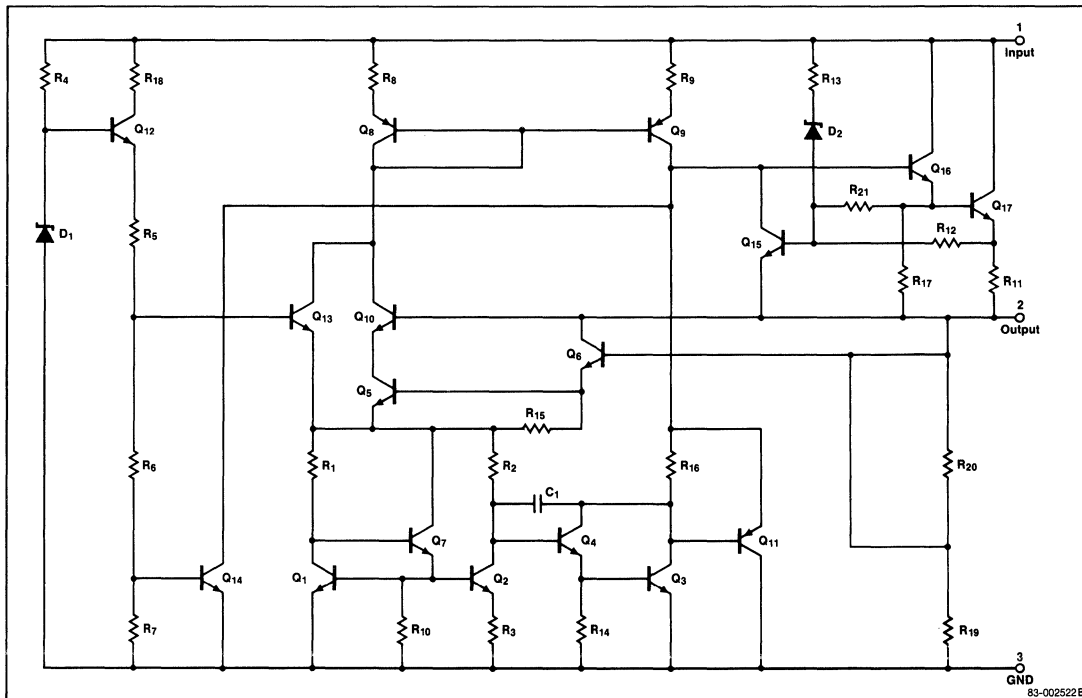 1
Input
R4
R18
R8
R9
R13
Q12
Q8
Q9
D2
Q16
R21
Q17
D1
R5
Q15
R12
R17
R11
Q13
Q10
2
Output
Q6
Q5
R15
R6
R1
R2
R16
R20
C1
Q7
Q4
Q11
Q14
Q1
Q2
Q3
R7
R10
R3
R14
R19
3
GND
83-002522B